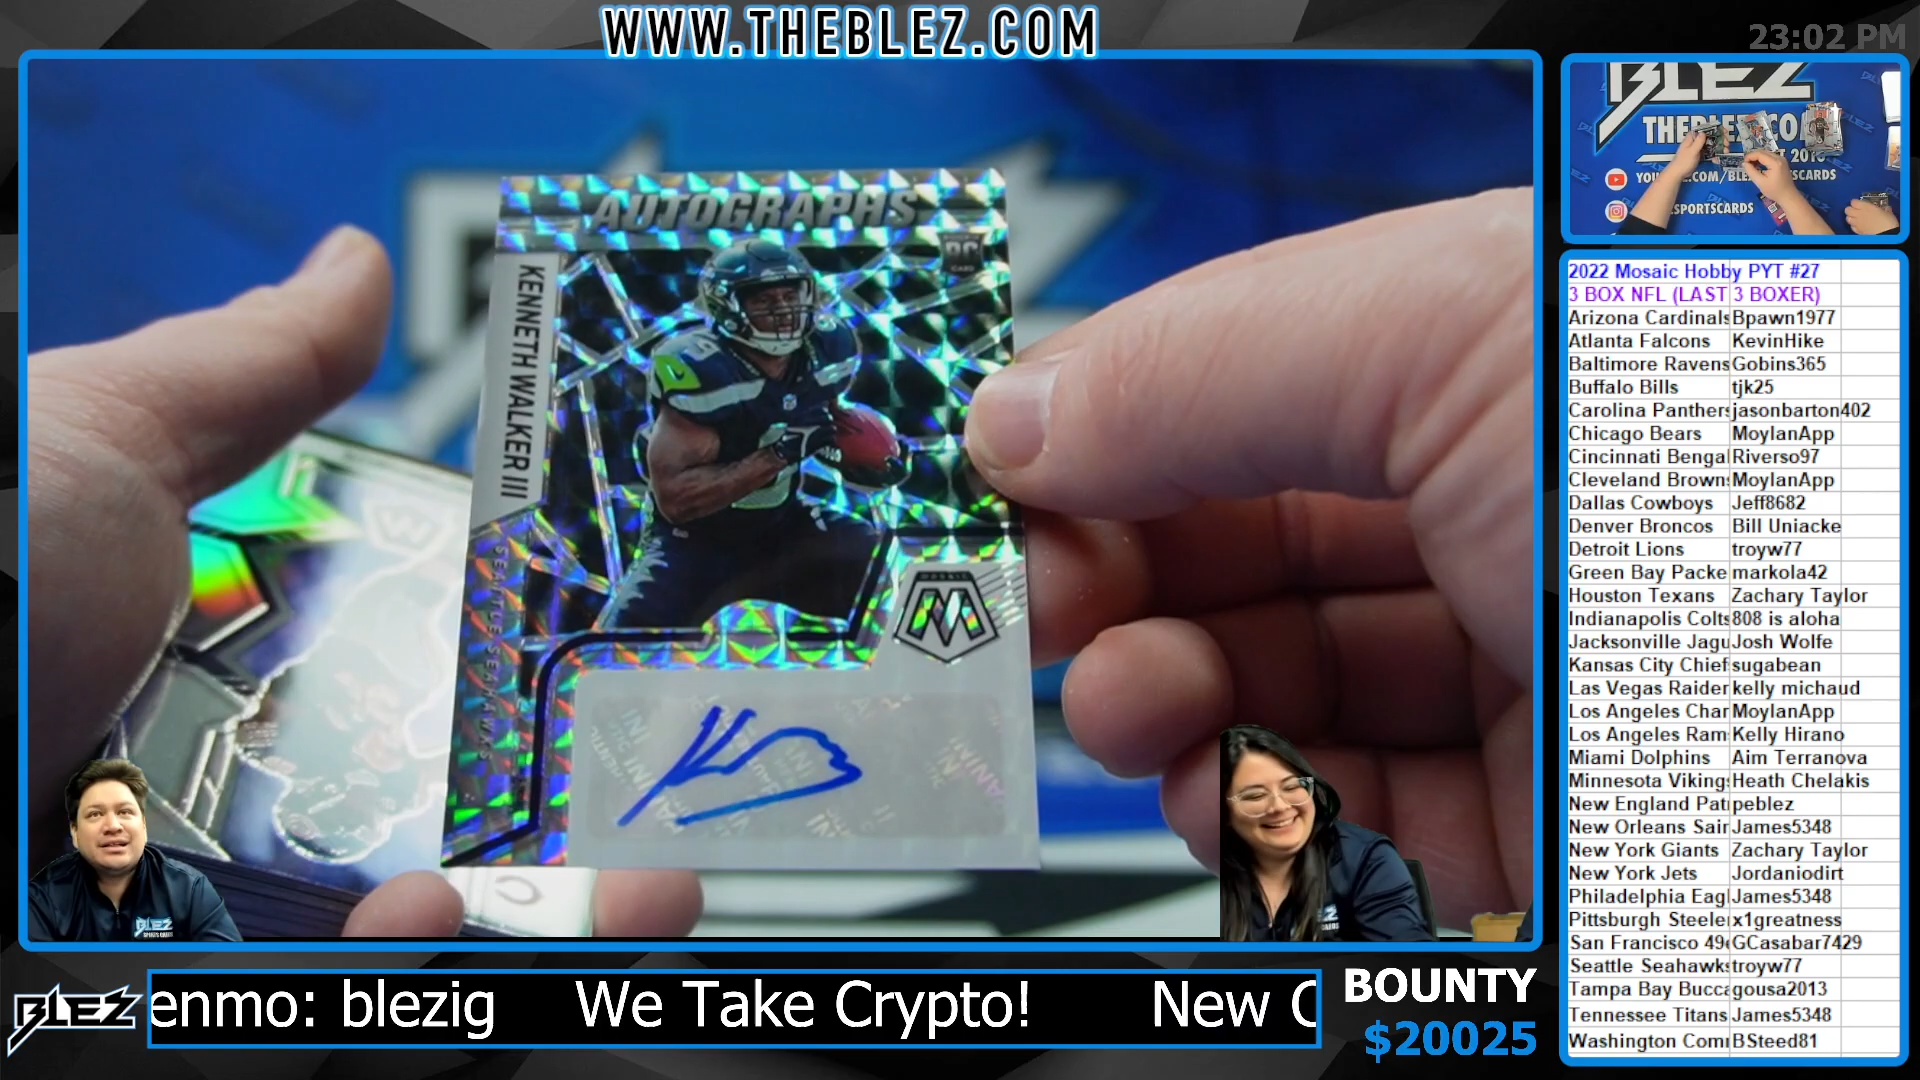 WWW.THEBLEZ.COM
23:02 PM
AUTOGRAPHS
RC
KENNETH WALKER III
SEATTLE SEAHAWKS
MOSAIC
M
BLEZ
2022 Mosaic Hobby PYT #27
3 BOX NFL (LAST 3 BOXER)
Arizona Cardinals Bpawn1977
Atlanta Falcons KevinHike
Baltimore Ravens Gobins365
Buffalo Bills tjk25
Carolina Panthers jasonbarton402
Chicago Bears MoylanApp
Cincinnati Bengal Riverso97
Cleveland Browns MoylanApp
Dallas Cowboys Jeff8682
Denver Broncos Bill Uniacke
Detroit Lions troyw77
Green Bay Packe markola42
Houston Texans Zachary Taylor
Indianapolis Colts 808 is aloha
Jacksonville Jagu Josh Wolfe
Kansas City Chief sugabean
Las Vegas Raider kelly michaud
Los Angeles Char MoylanApp
Los Angeles Ram Kelly Hirano
Miami Dolphins Aim Terranova
Minnesota Viking Heath Chelakis
New England Pat peblez
New Orleans Sain James5348
New York Giants Zachary Taylor
New York Jets Jordaniodirt
Philadelphia Eagl James5348
Pittsburgh Steele x1greatness
San Francisco 49 GCasabar7429
Seattle Seahawks troyw77
Tampa Bay Bucca gousa2013
Tennessee Titans James5348
Washington Com BSteed81
BLEZ
enmo: blezig We Take Crypto! New C
BOUNTY
$20025